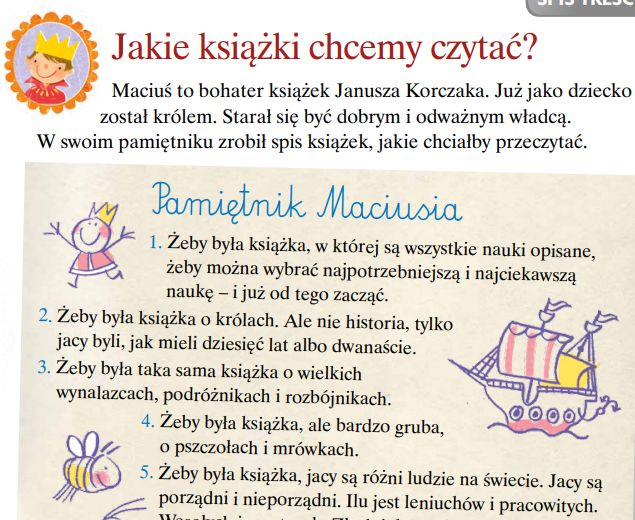 SPIS TREŚC
Jakie książki chcemy czytać?
Maciuś to bohater książek Janusza Korczaka. Już jako dziecko
został królem. Starał się być dobrym i odważnym władcą.
W swoim pamiętniku zrobił spis książek, jakie chciałby przeczytać.
Pamiętnik Maciusia
1. Żeby była książka, w której są wszystkie nauki opisane,
żeby można wybrać najpotrzebniejszą i najciekawszą
naukę – i już od tego zacząć.
2. Żeby była książka o królach. Ale nie historia, tylko
jacy byli, jak mieli dziesięć lat albo dwanaście.
3. Żeby była taka sama książka o wielkich
wynalazcach, podróżnikach i rozbójnikach.
4. Żeby była książka, ale bardzo gruba,
o pszczołach i mrówkach.
5. Żeby była książka, jacy są różni ludzie na świecie. Jacy są
porządni i nieporządni. Ilu jest leniuchów i pracowitych.